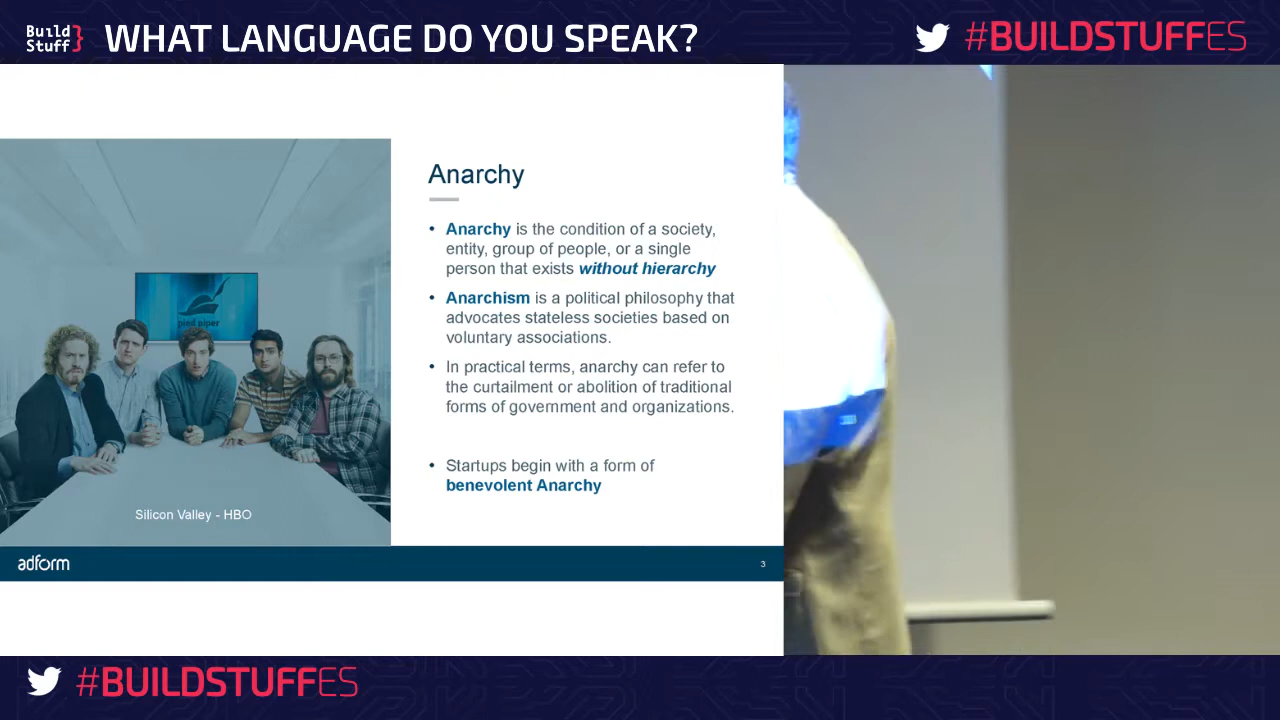 Build
Stuff
WHAT LANGUAGE DO YOU SPEAK?
#BUILDSTUFFES
Anarchy
• Anarchy is the condition of a society,
entity, group of people, or a single
person that exists without hierarchy
• Anarchism is a political philosophy that
advocates stateless societies based on
voluntary associations.
• In practical terms, anarchy can refer to
the curtailment or abolition of traditional
forms of government and organizations.
• Startups begin with a form of
benevolent Anarchy
pied piper
Silicon Valley - HBO
adform
3
#BUILDSTUFFES